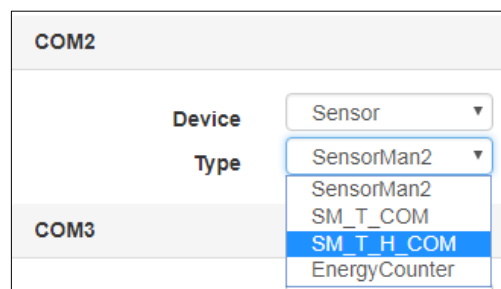 COM2
Device Sensor
Type SensorMan2
SensorMan2
SM_T_COM
COM3
SM_T_H_COM
EnergyCounter